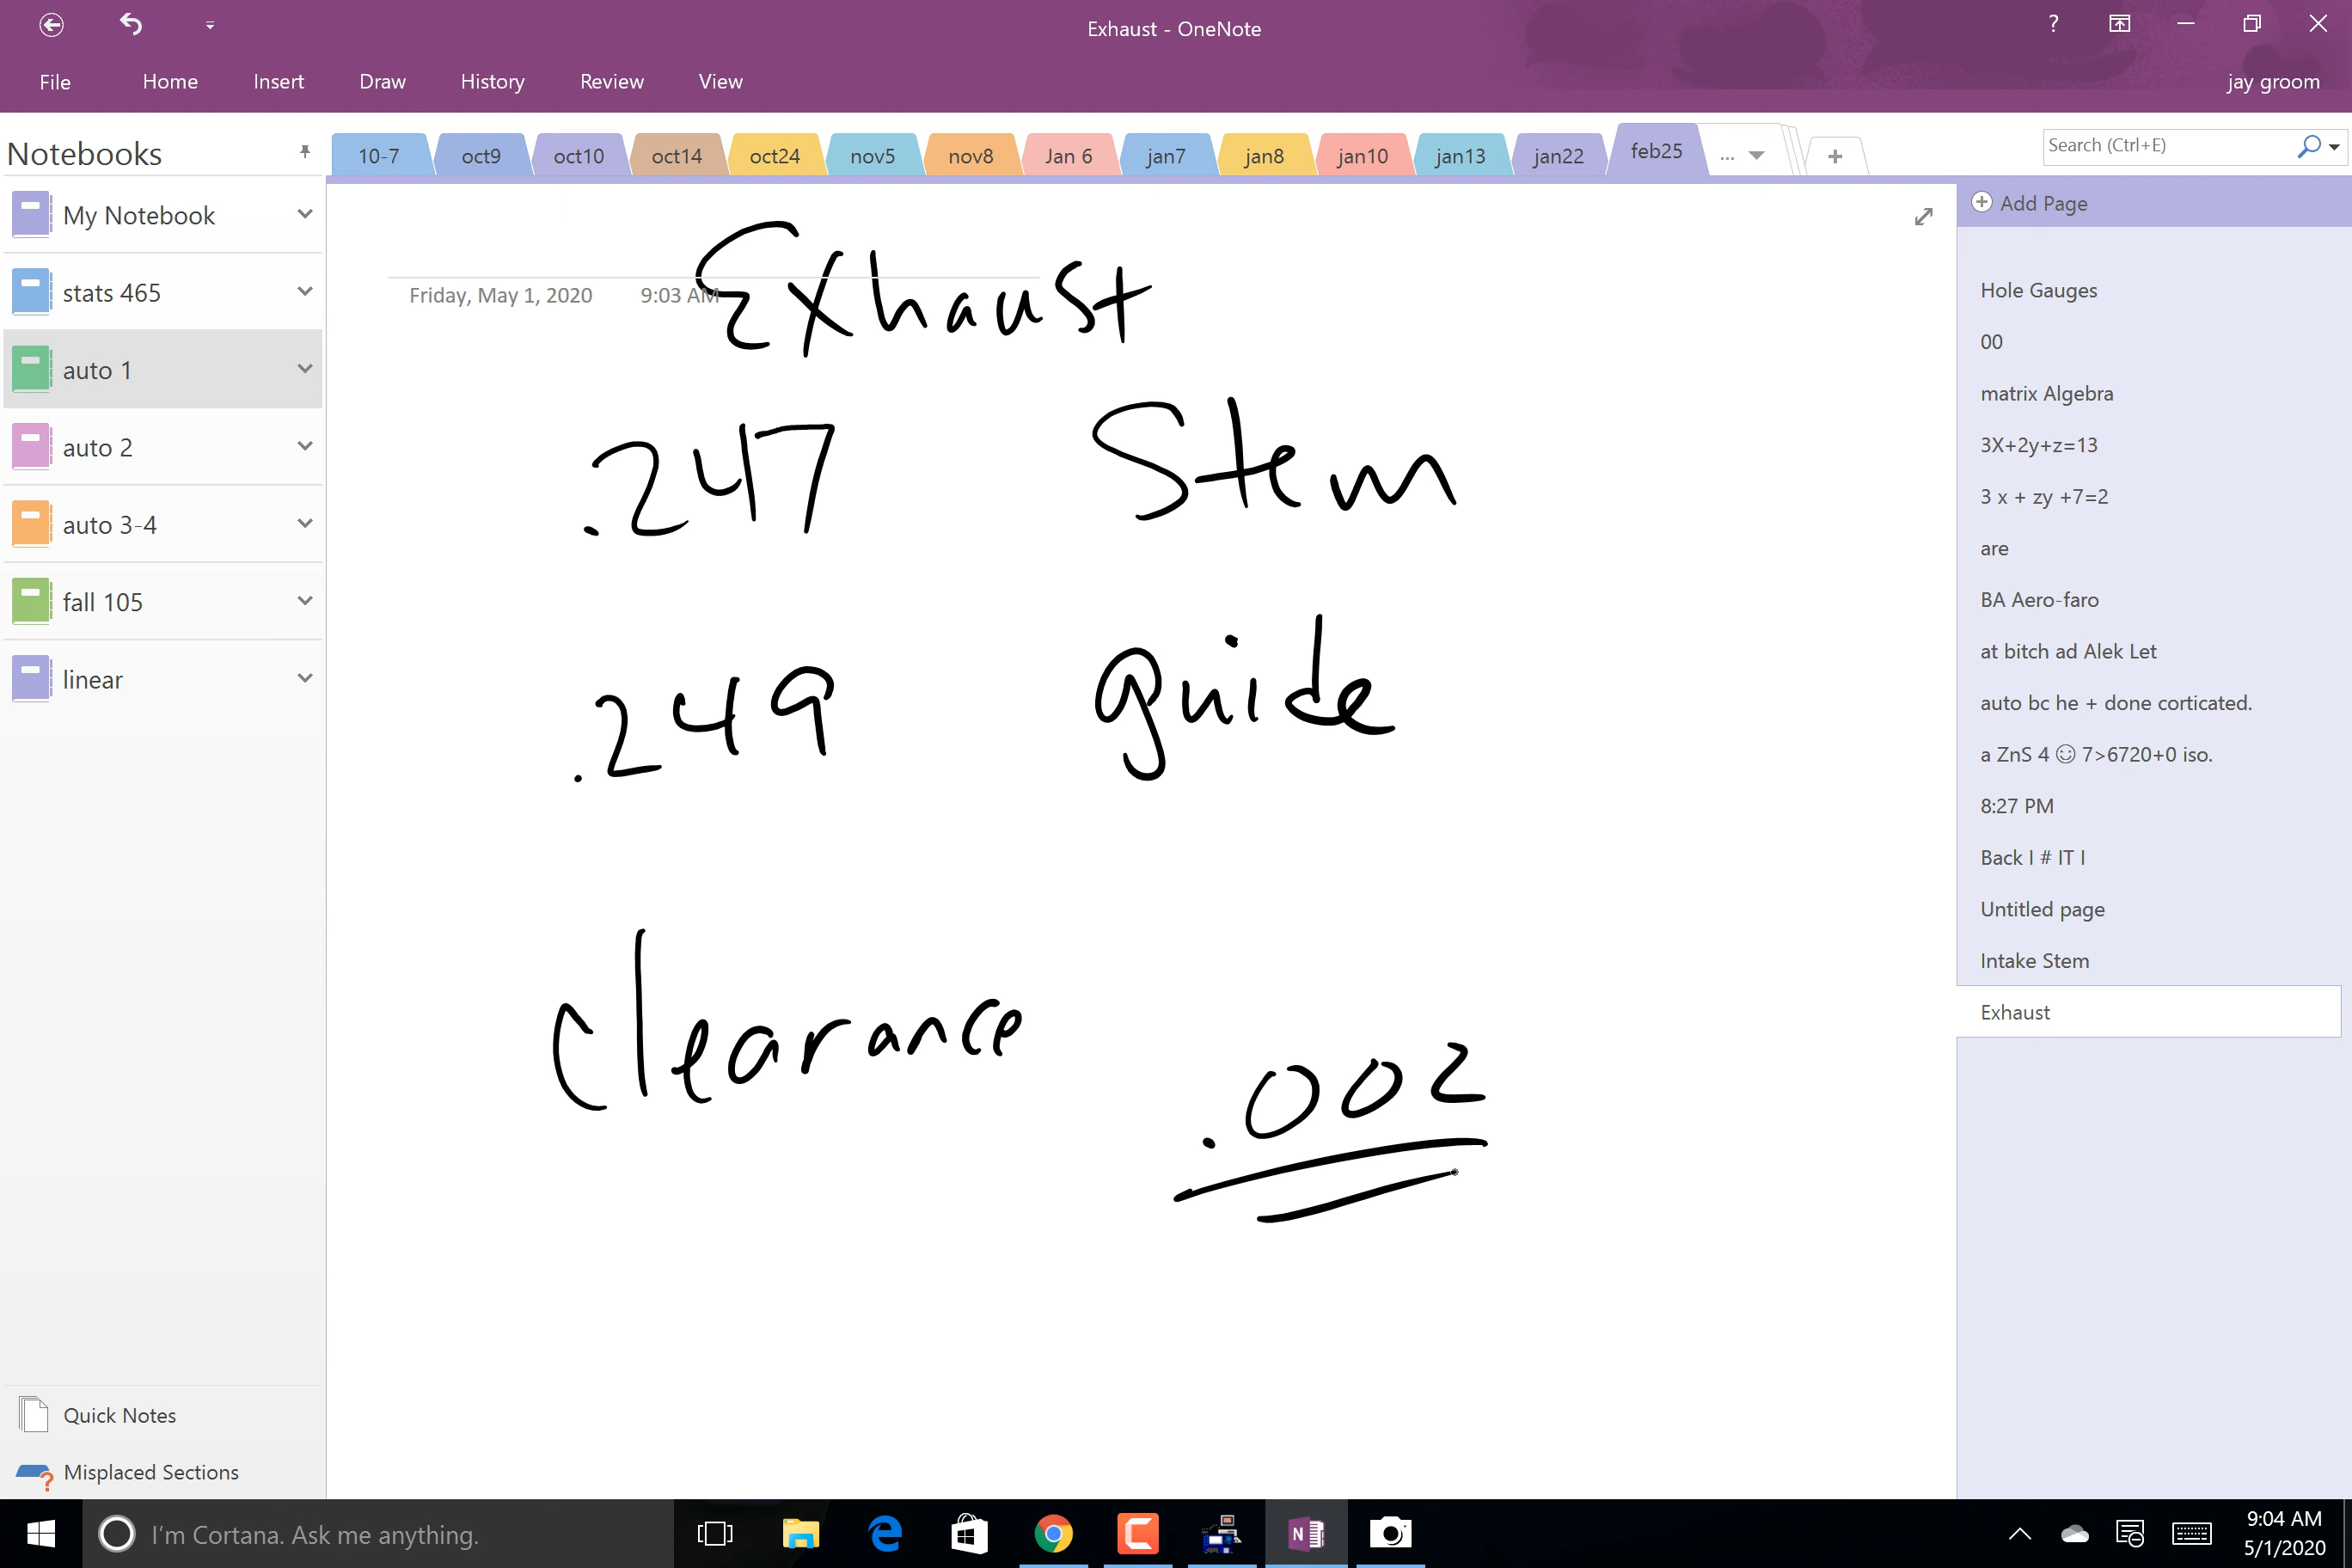 Exhaust - OneNote
?
File Home Insert Draw History Review View
jay groom
Notebooks
10-7 oct9 oct10 oct14 oct24 nov5 nov8 Jan 6 jan7 jan8 jan10 jan13 jan22 feb25 ... +
Search (Ctrl+E)
My Notebook
stats 465
auto 1
auto 2
auto 3-4
fall 105
linear
Quick Notes
Misplaced Sections
Exhaust
Friday, May 1, 2020 9:03 AM
.247 Stem
.249 guide
Clearance .002
Add Page
Hole Gauges
00
matrix Algebra
3X+2y+z=13
3 x + zy +7=2
are
BA Aero-faro
at bitch ad Alek Let
auto bc he + done corticated.
a ZnS 4 ☺ 7>6720+0 iso.
8:27 PM
Back I # IT I
Untitled page
Intake Stem
Exhaust
I'm Cortana. Ask me anything.
9:04 AM
5/1/2020